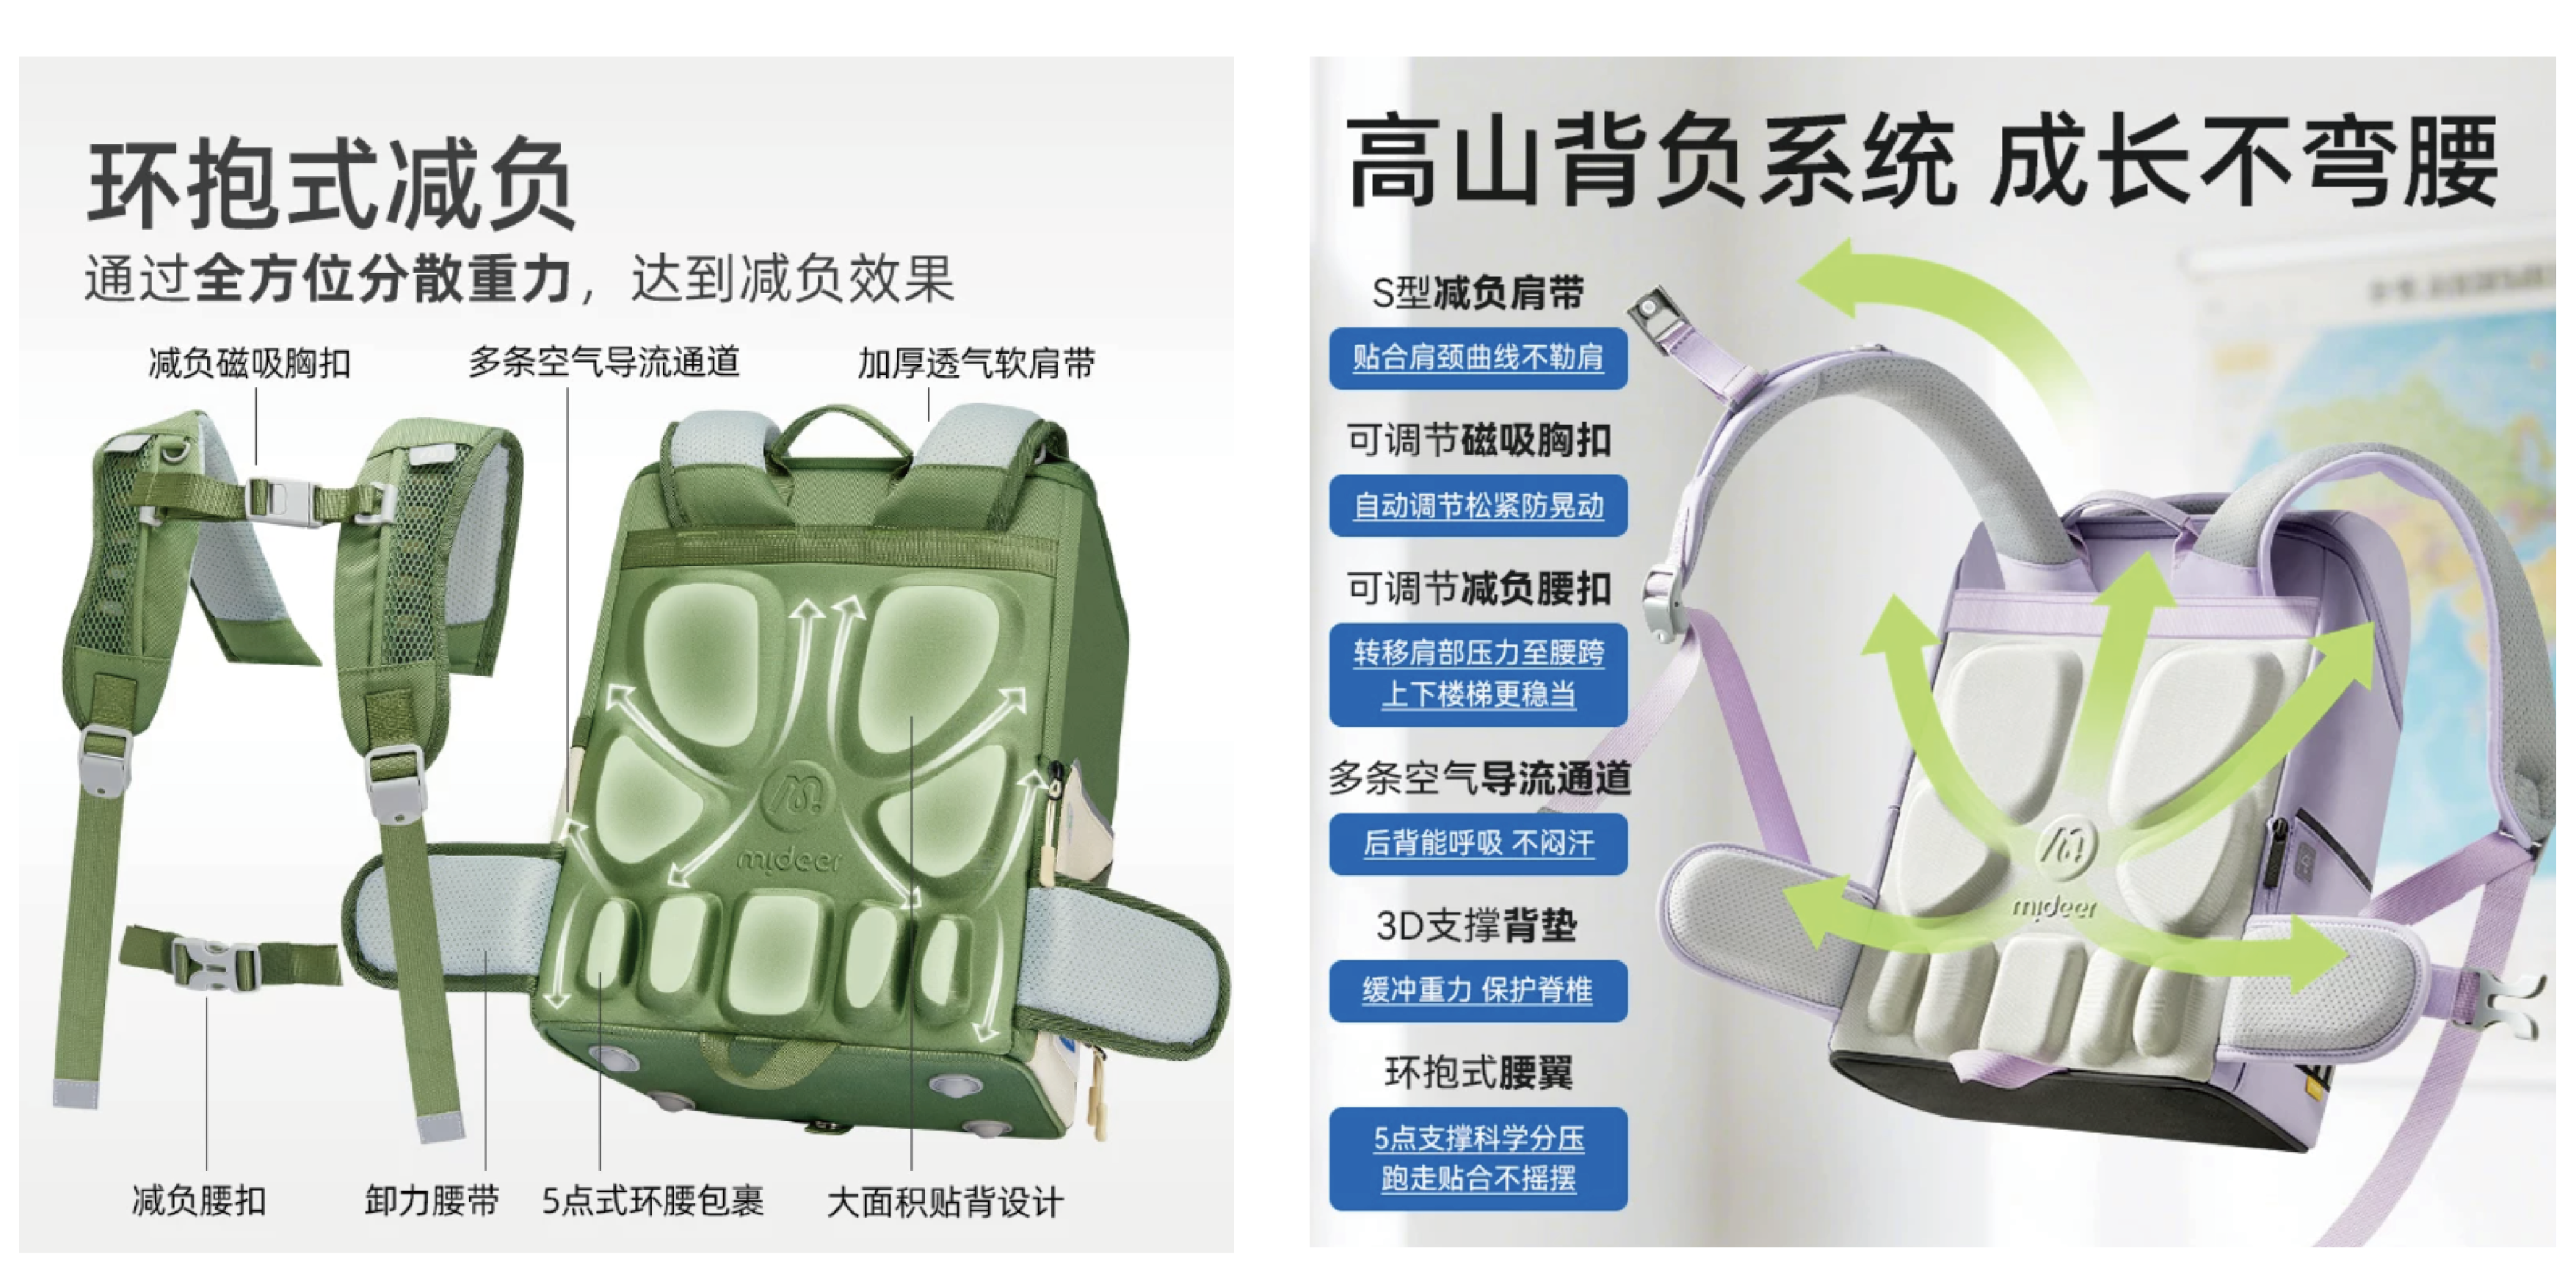 环抱式减负
通过全方位分散重力，达到减负效果
减负磁吸胸扣
多条空气导流通道
加厚透气软肩带
mideer
减负腰扣
卸力腰带
5点式环腰包裹
大面积贴背设计
高山背负系统 成长不弯腰
S型减负肩带
贴合肩颈曲线不勒肩
可调节磁吸胸扣
自动调节松紧防晃动
可调节减负腰扣
转移肩部压力至腰跨
上下楼梯更稳当
多条空气导流通道
后背能呼吸 不闷汗
3D支撑背垫
缓冲重力 保护脊椎
环抱式腰翼
5点支撑科学分压
跑走贴合不摇摆
mideer